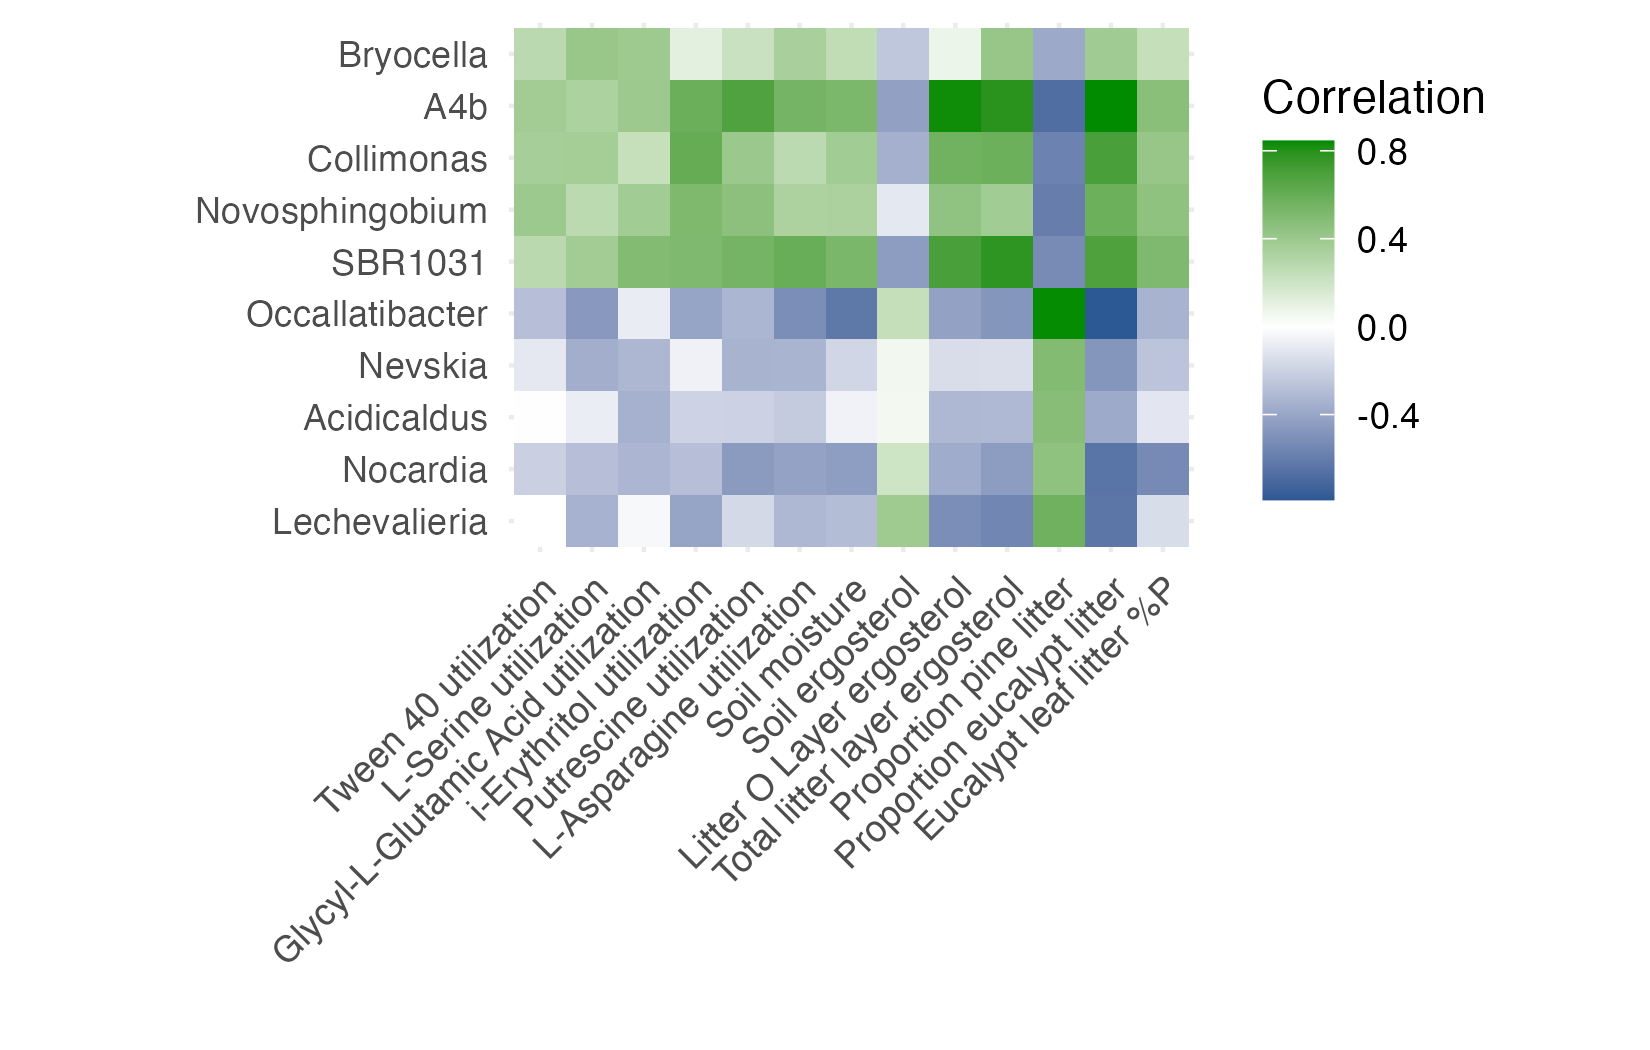 Bryocella
A4b
Collimonas
Novosphingobium
SBR1031
Occallatibacter
Nevskia
Acidicaldus
Nocardia
Lechevalieria
Tween 40 utilization
L-Serine utilization
Glycyl-L-Glutamic Acid utilization
i-Erythritol utilization
Putrescine utilization
L-Asparagine utilization
Soil moisture
Soil ergosterol
Litter O Layer ergosterol
Total litter layer ergosterol
Proportion pine litter
Proportion eucalypt litter
Eucalypt leaf litter %P
Correlation
0.8
0.4
0.0
-0.4